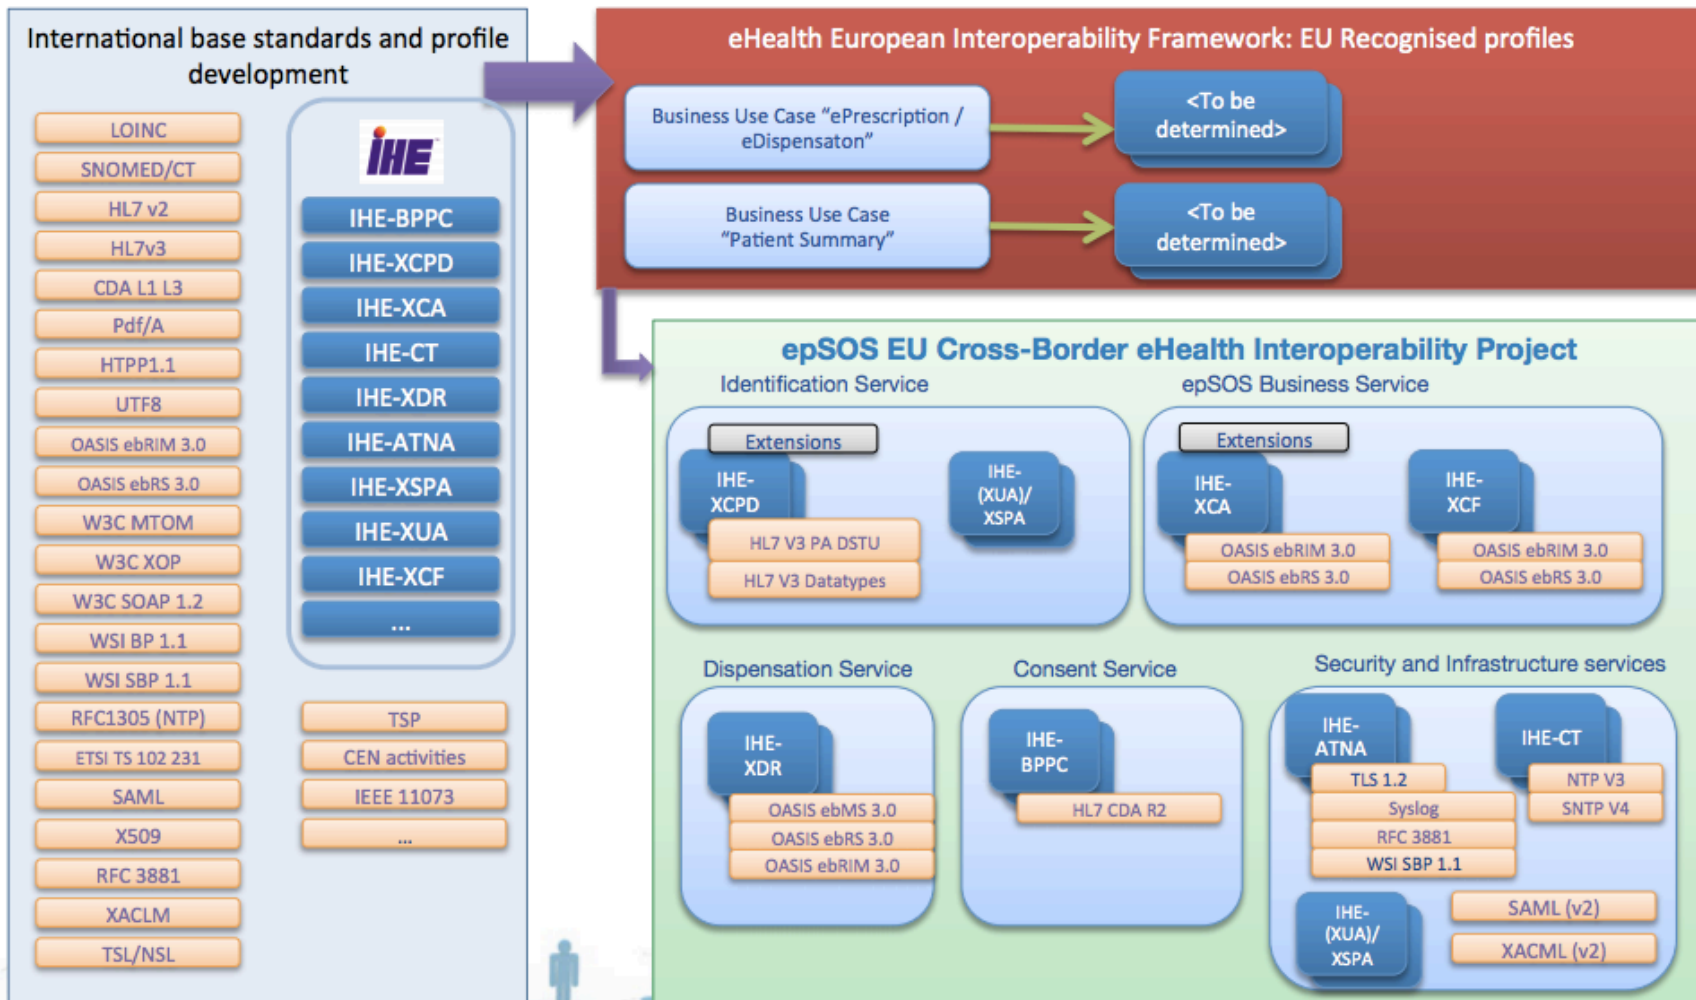 International base standards and profile
development
LOINC
SNOMED/CT
HL7 v2
HL7v3
CDA L1 L3
Pdf/A
HTPP1.1
UTF8
OASIS ebRIM 3.0
OASIS ebRS 3.0
W3C MTOM
W3C XOP
W3C SOAP 1.2
WSI BP 1.1
WSI SBP 1.1
RFC1305 (NTP)
ETSI TS 102 231
SAML
X509
RFC 3881
XACLM
TSL/NSL
IHE
IHE-BPPC
IHE-XCPD
IHE-XCA
IHE-CT
IHE-XDR
IHE-ATNA
IHE-XSPA
IHE-XUA
IHE-XCF
...
TSP
CEN activities
IEEE 11073
...
eHealth European Interoperability Framework: EU Recognised profiles
Business Use Case “ePrescription /
eDispensaton”
<To be
determined>
Business Use Case
“Patient Summary”
<To be
determined>
epSOS EU Cross-Border eHealth Interoperability Project
Identification Service
Extensions
IHE-
XCPD
HL7 V3 PA DSTU
HL7 V3 Datatypes
IHE-
(XUA)/
XSPA
epSOS Business Service
Extensions
IHE-
XCA
OASIS ebRIM 3.0
OASIS ebRS 3.0
IHE-
XCF
OASIS ebRIM 3.0
OASIS ebRS 3.0
Dispensation Service
IHE-
XDR
OASIS ebMS 3.0
OASIS ebRS 3.0
OASIS ebRIM 3.0
Consent Service
IHE-
BPPC
HL7 CDA R2
Security and Infrastructure services
IHE-
ATNA
TLS 1.2
Syslog
RFC 3881
WSI SBP 1.1
IHE-CT
NTP V3
SNTP V4
IHE-
(XUA)/
XSPA
SAML (v2)
XACML (v2)